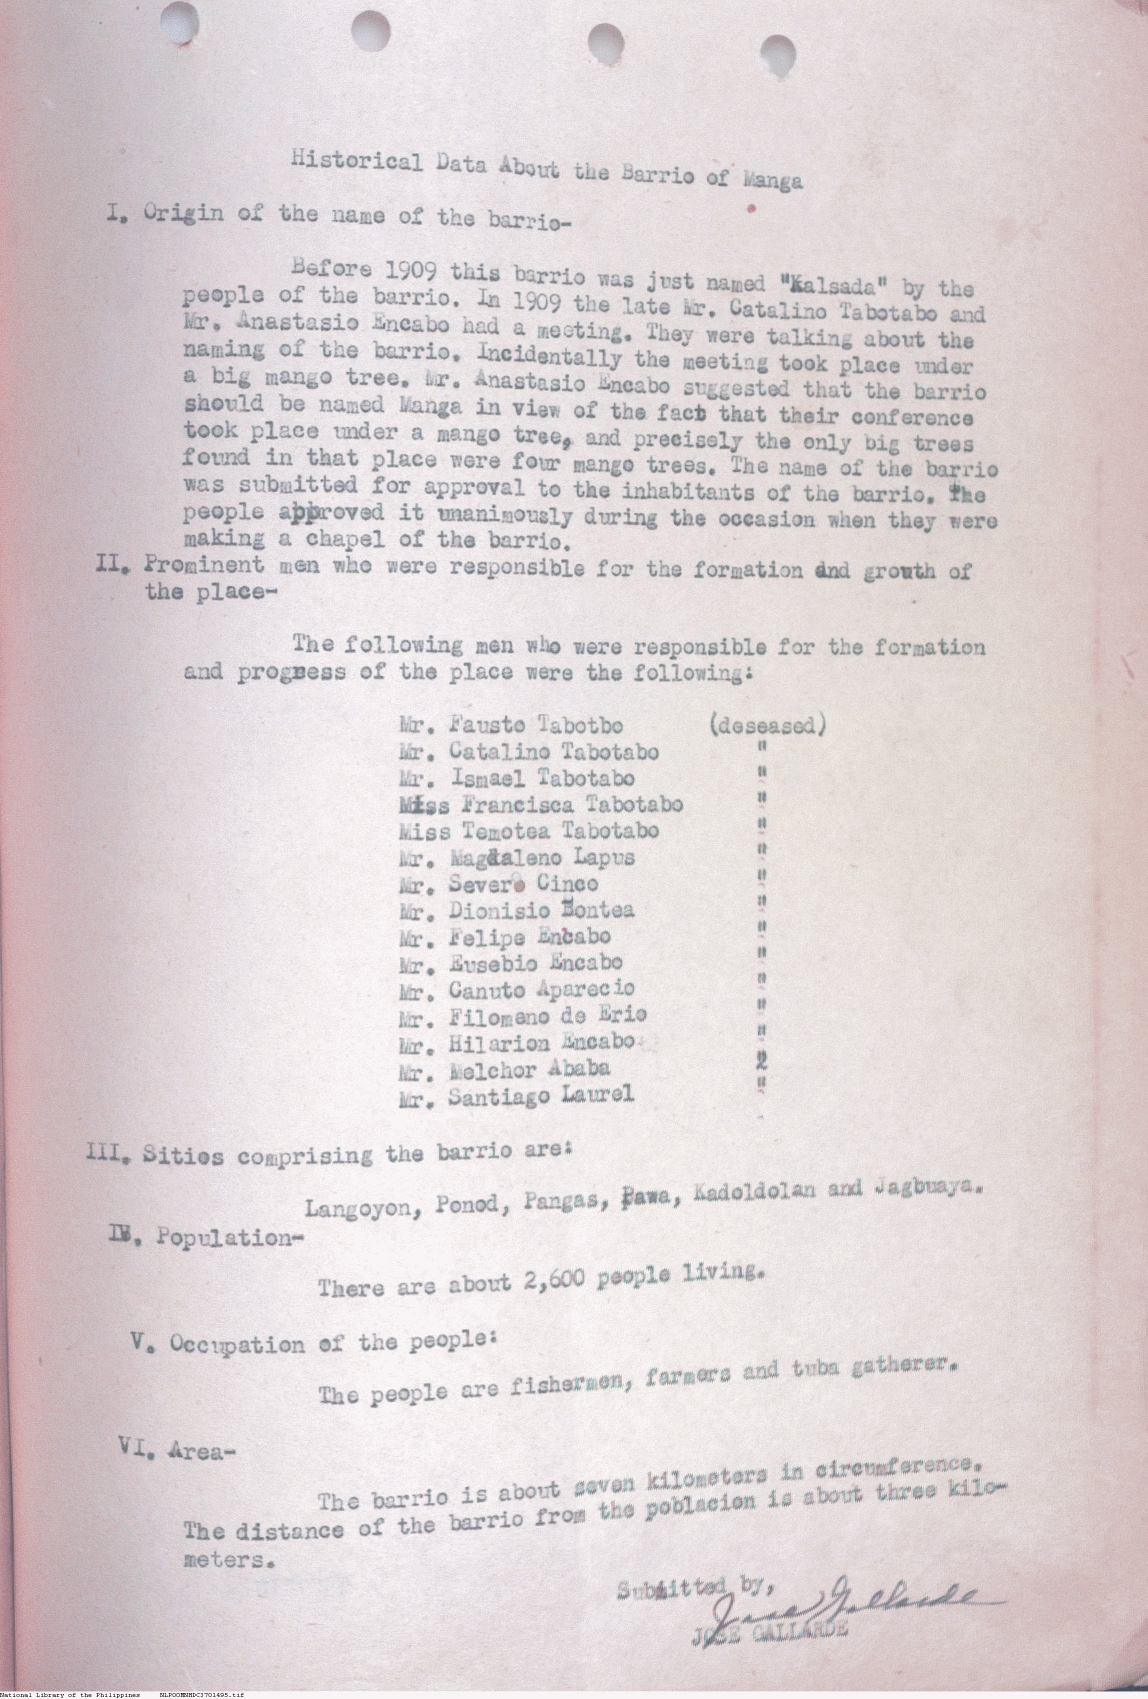 Historical Data About the Barrio of Manga
I. Origin of the name of the barrio-
Before 1909 this barrio was just named "Kalsada" by the
people of the barrio. In 1909 the late Mr. Catalino Tabotabo and
Mr. Anastasio Encabo had a meeting. They were talking about the
naming of the barrio. Incidentally the meeting took place under
a big mango tree. Mr. Anastasio Encabo suggested that the barrio
should be named Manga in view of the fact that their conference
took place under a mango tree, and precisely the only big trees
found in that place were four mango trees. The name of the barrio
was submitted for approval to the inhabitants of the barrio. The
people approved it unanimously during the occasion when they were
making a chapel of the barrio.
II. Prominent men who were responsible for the formation and growth of
the place-
The following men who were responsible for the formation
and progress of the place were the following:
Mr. Fausto Tabotbo (deseased)
Mr. Catalino Tabotabo "
Mr. Ismael Tabotabo "
Miss Francisca Tabotabo "
Miss Temotea Tabotabo "
Mr. Magdaleno Lapus "
Mr. Severo Cinco "
Mr. Dionisio Bontea "
Mr. Felipe Encabo "
Mr. Eusebio Encabo "
Mr. Canuto Aparecio "
Mr. Filomeno de Erio "
Mr. Hilarion Encabo "
Mr. Melchor Ababa 2
Mr. Santiago Laurel "
III. Sitios comprising the barrio are:
Langoyon, Ponod, Pangas, Pawa, Kadoldolan and Jagbuaya.
IV. Population-
There are about 2,600 people living.
V. Occupation of the people:
The people are fishermen, farmers and tuba gatherer.
VI. Area-
The barrio is about seven kilometers in circumference.
The distance of the barrio from the poblacion is about three kilo-
meters.
Submitted by,
Jose Gallarde
JOSE GALLARDE
National Library of the Philippines NLPOOMNHDC3701495.tif